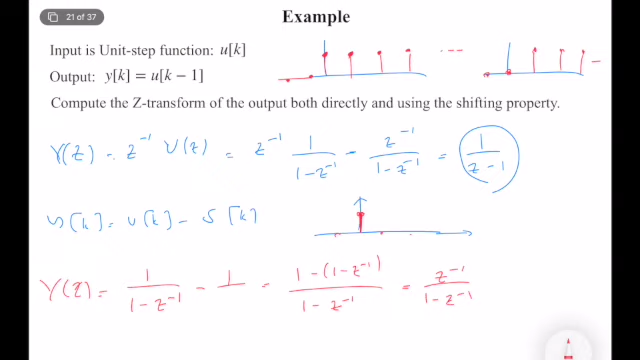 21 of 37
Example
Input is Unit-step function: u[k]
Output: y[k] = u[k − 1]
Compute the Z-transform of the output both directly and using the shifting property.
Y(z) = z⁻¹ U(z) = z⁻¹ 1/(1-z⁻¹) = z⁻¹/(1-z⁻¹) = 1/(z-1)
y[k] = u[k] - δ[k]
Y(z) = 1/(1-z⁻¹) - 1 = (1-(1-z⁻¹))/(1-z⁻¹) = z⁻¹/(1-z⁻¹)